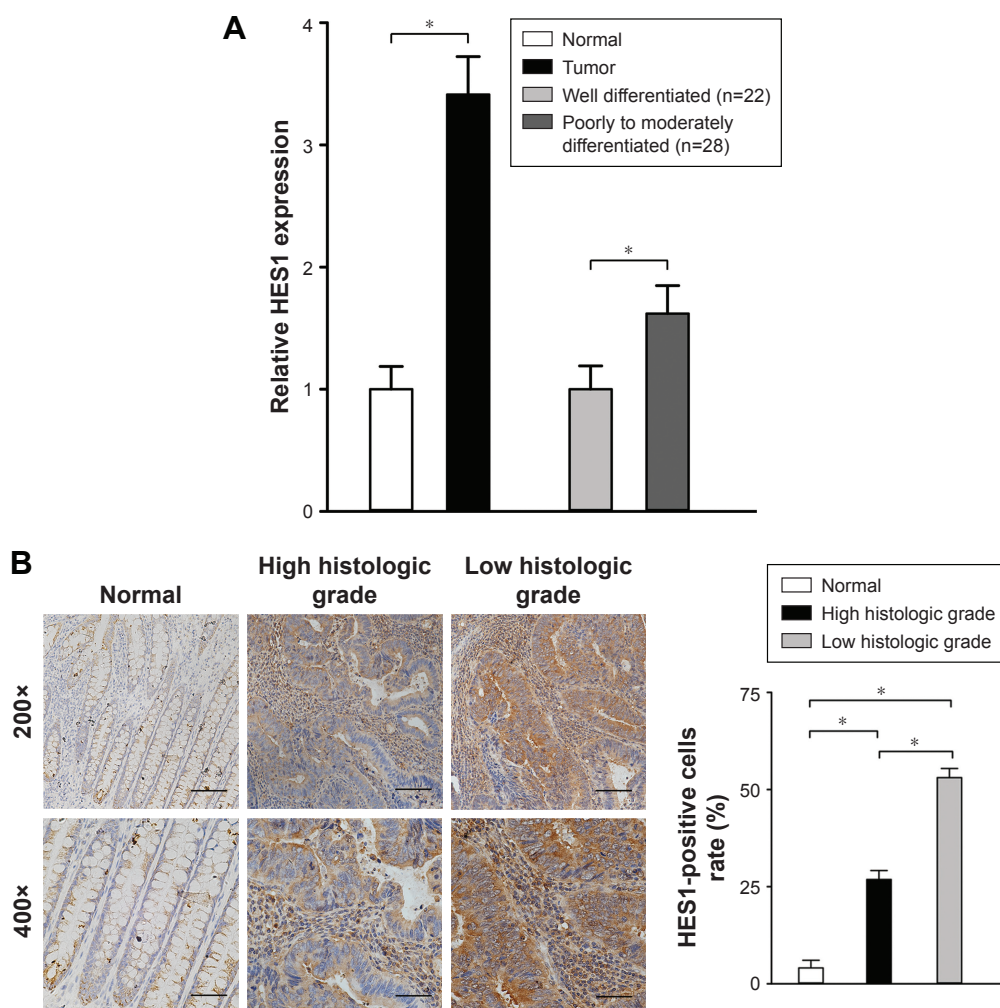 A
Relative HES1 expression
4
3
2
1
0
*
*
Normal
Tumor
Well differentiated (n=22)
Poorly to moderately
differentiated (n=28)
B
Normal
High histologic
grade
Low histologic
grade
200×
400×
Normal
High histologic grade
Low histologic grade
HES1-positive cells
rate (%)
75
50
25
0
*
*
*